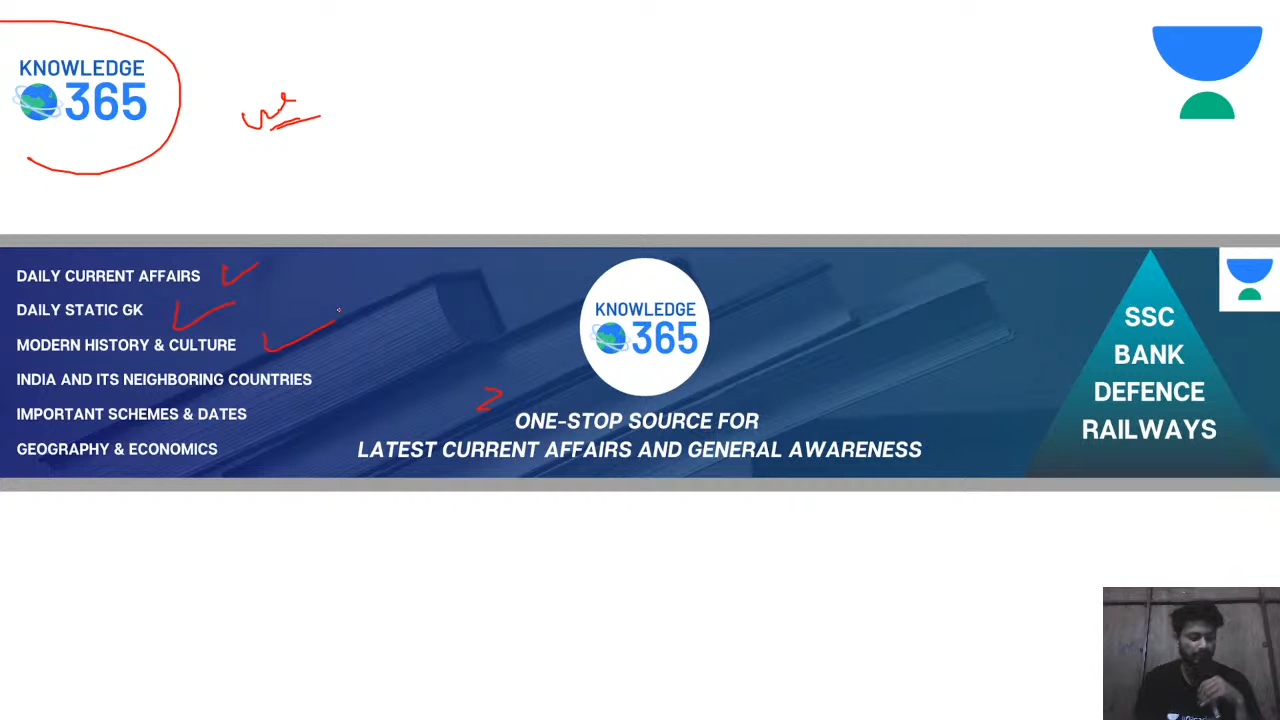 KNOWLEDGE
365
DAILY CURRENT AFFAIRS
DAILY STATIC GK
MODERN HISTORY & CULTURE
INDIA AND ITS NEIGHBORING COUNTRIES
IMPORTANT SCHEMES & DATES
GEOGRAPHY & ECONOMICS
KNOWLEDGE
365
ONE-STOP SOURCE FOR
LATEST CURRENT AFFAIRS AND GENERAL AWARENESS
SSC
BANK
DEFENCE
RAILWAYS